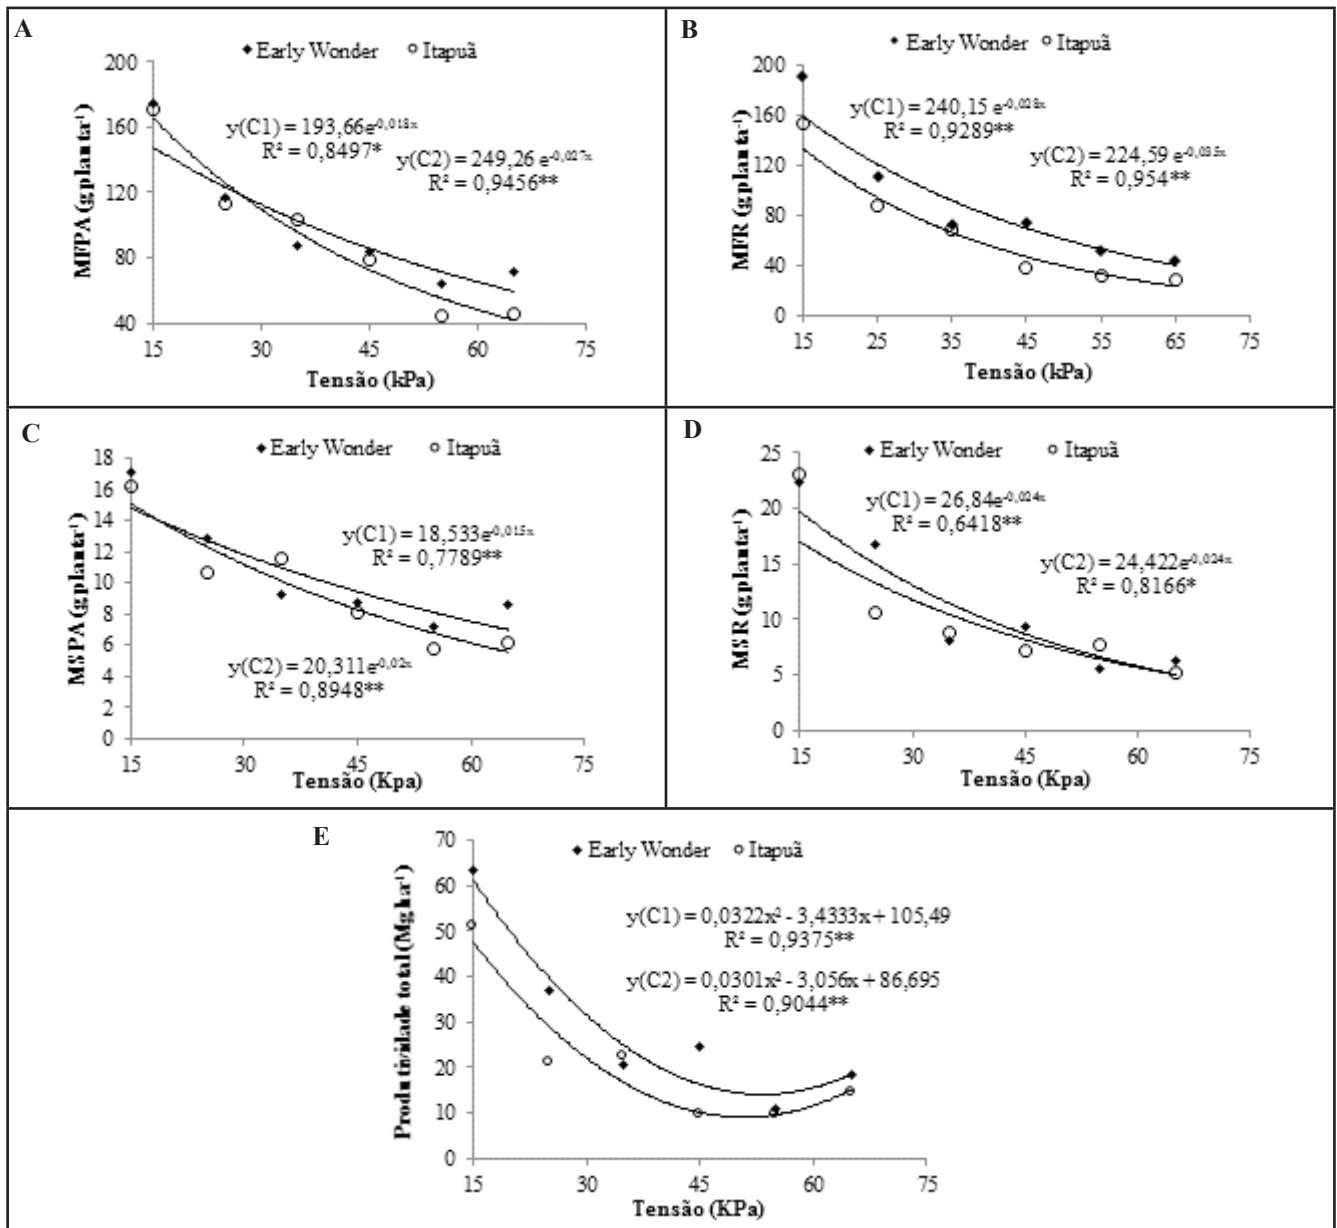 A
◆ Early Wonder ○ Itapuã
MFPA (g planta⁻¹)
200
160
120
80
40
y(C1) = 193,66e⁻⁰,⁰¹⁸ˣ
R² = 0,8497*
y(C2) = 249,26 e⁻⁰,⁰²⁷ˣ
R² = 0,9456**
15 30 45 60 75
Tensão (kPa)
B
◆ Early Wonder ○ Itapuã
MFR (g planta⁻¹)
200
160
120
80
40
0
y(C1) = 240,15 e⁻⁰,⁰²⁸ˣ
R² = 0,9289**
y(C2) = 224,59 e⁻⁰,⁰³⁵ˣ
R² = 0,954**
15 25 35 45 55 65 75
Tensão (kPa)
C
◆ Early Wonder ○ Itapuã
MSPA (g planta⁻¹)
18
16
14
12
10
8
6
4
2
0
y(C1) = 18,533e⁻⁰,⁰¹⁵ˣ
R² = 0,7789**
y(C2) = 20,311e⁻⁰,⁰²ˣ
R² = 0,8948**
15 30 45 60 75
Tensão (Kpa)
D
◆ Early Wonder ○ Itapuã
MSR (g planta⁻¹)
25
20
15
10
5
0
y(C1) = 26,84e⁻⁰,⁰²⁴ˣ
R² = 0,6418**
y(C2) = 24,422e⁻⁰,⁰²⁴ˣ
R² = 0,8166*
15 30 45 60 75
Tensão (Kpa)
E
◆ Early Wonder ○ Itapuã
Produtividade total (Mg ha⁻¹)
70
60
50
40
30
20
10
0
y(C1) = 0,0322x² - 3,4333x + 105,49
R² = 0,9375**
y(C2) = 0,0301x² - 3,056x + 86,695
R² = 0,9044**
15 30 45 60 75
Tensão (KPa)